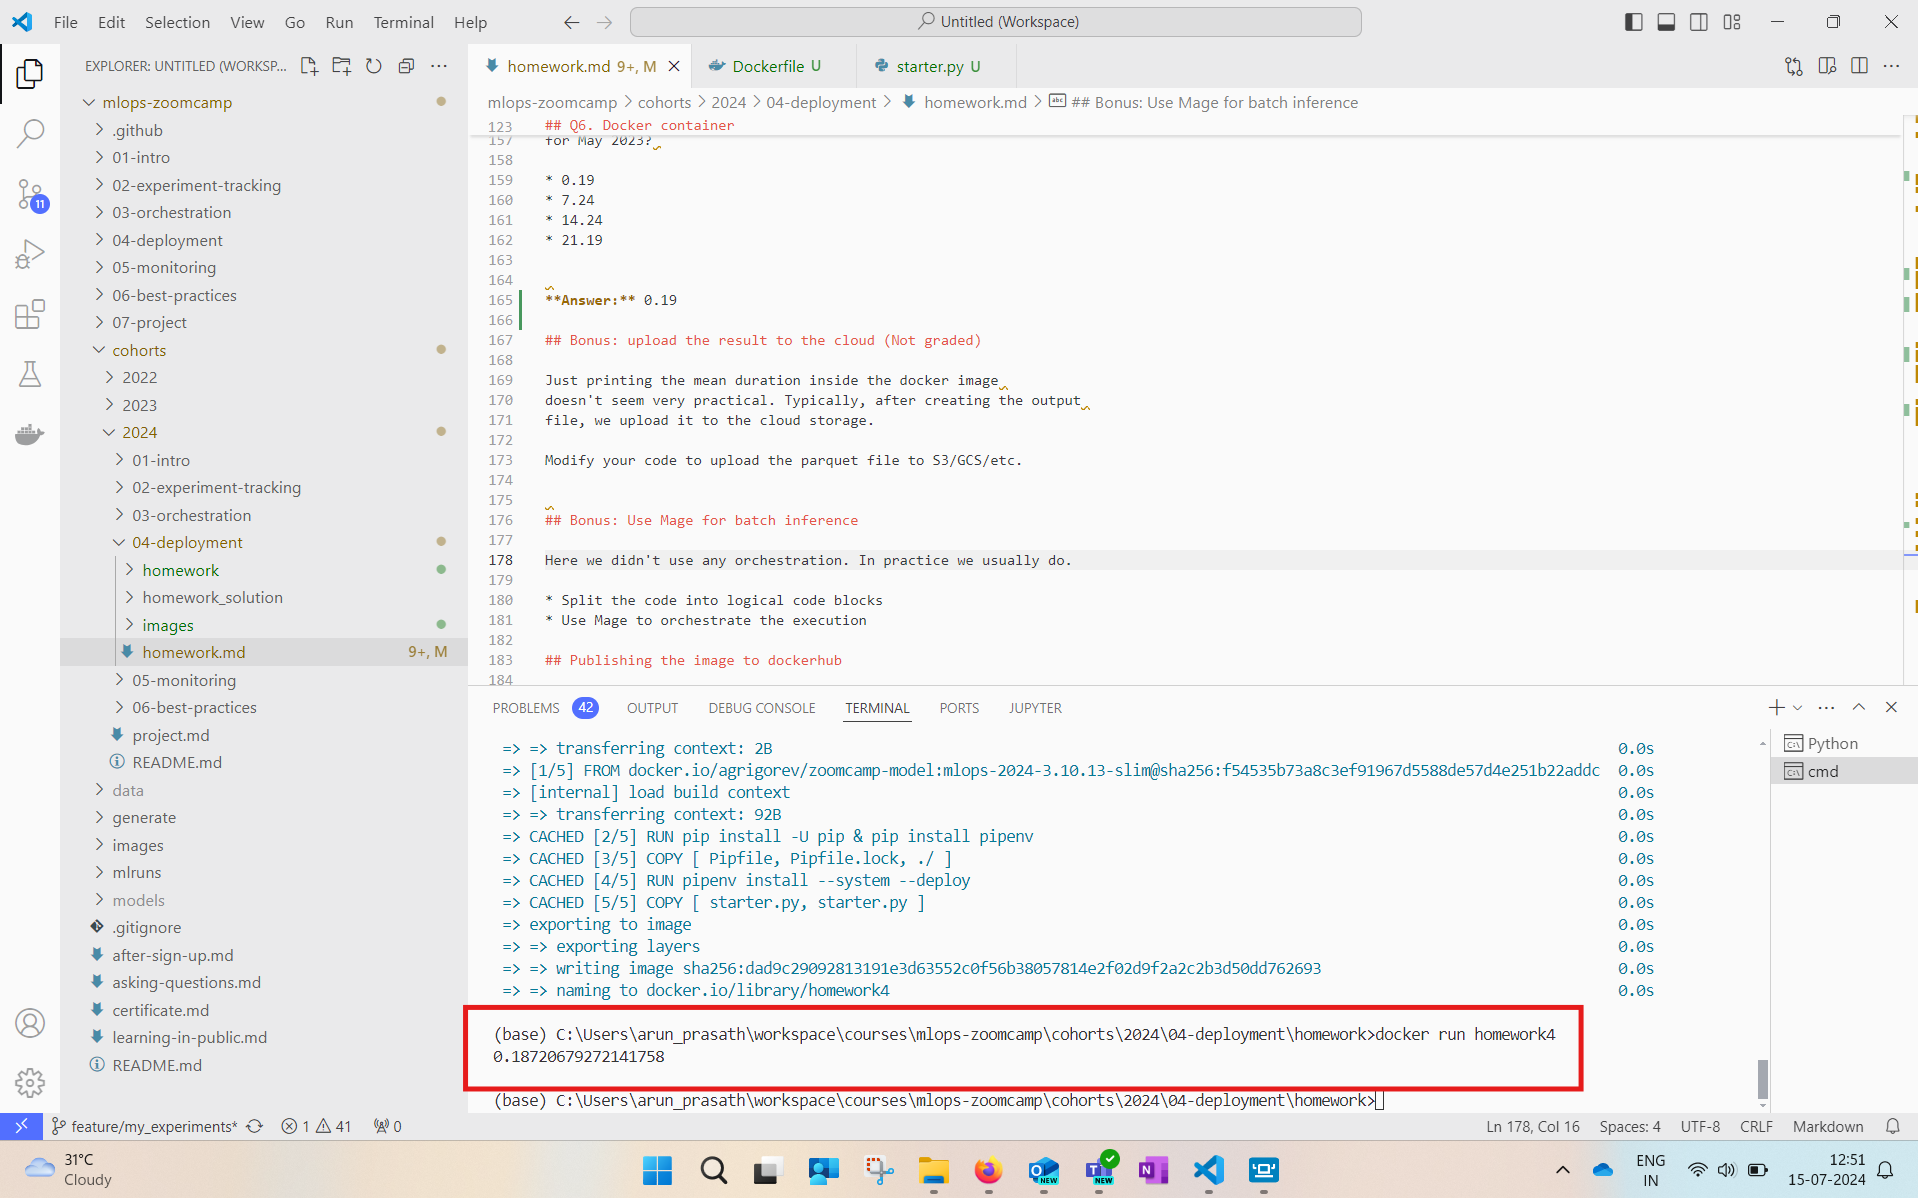 File Edit Selection View Go Run Terminal Help
Untitled (Workspace)
EXPLORER: UNTITLED (WORKSP...
mlops-zoomcamp
.github
01-intro
02-experiment-tracking
03-orchestration
04-deployment
05-monitoring
06-best-practices
07-project
cohorts
2022
2023
2024
01-intro
02-experiment-tracking
03-orchestration
04-deployment
homework
homework_solution
images
homework.md 9+, M
05-monitoring
06-best-practices
project.md
README.md
data
generate
images
mlruns
models
.gitignore
after-sign-up.md
asking-questions.md
certificate.md
learning-in-public.md
README.md
11
homework.md 9+, M
Dockerfile U
starter.py U
mlops-zoomcamp > cohorts > 2024 > 04-deployment > homework.md > ## Bonus: Use Mage for batch inference
123 ## Q6. Docker container
157 for May 2023?
158
159 * 0.19
160 * 7.24
161 * 14.24
162 * 21.19
163
164
165 **Answer:** 0.19
166
167 ## Bonus: upload the result to the cloud (Not graded)
168
169 Just printing the mean duration inside the docker image
170 doesn't seem very practical. Typically, after creating the output
171 file, we upload it to the cloud storage.
172
173 Modify your code to upload the parquet file to S3/GCS/etc.
174
175
176 ## Bonus: Use Mage for batch inference
177
178 Here we didn't use any orchestration. In practice we usually do.
179
180 * Split the code into logical code blocks
181 * Use Mage to orchestrate the execution
182
183 ## Publishing the image to dockerhub
184
PROBLEMS 42 OUTPUT DEBUG CONSOLE TERMINAL PORTS JUPYTER
=> => transferring context: 2B 0.0s
=> [1/5] FROM docker.io/agrigorev/zoomcamp-model:mlops-2024-3.10.13-slim@sha256:f54535b73a8c3ef91967d5588de57d4e251b22addc 0.0s
=> [internal] load build context 0.0s
=> => transferring context: 92B 0.0s
=> CACHED [2/5] RUN pip install -U pip & pip install pipenv 0.0s
=> CACHED [3/5] COPY [ Pipfile, Pipfile.lock, ./ ] 0.0s
=> CACHED [4/5] RUN pipenv install --system --deploy 0.0s
=> CACHED [5/5] COPY [ starter.py, starter.py ] 0.0s
=> exporting to image 0.0s
=> => exporting layers 0.0s
=> => writing image sha256:dad9c29092813191e3d63552c0f56b38057814e2f02d9f2a2c2b3d50dd762693 0.0s
=> => naming to docker.io/library/homework4 0.0s
(base) C:\Users\arun_prasath\workspace\courses\mlops-zoomcamp\cohorts\2024\04-deployment\homework>docker run homework4
0.18720679272141758
(base) C:\Users\arun_prasath\workspace\courses\mlops-zoomcamp\cohorts\2024\04-deployment\homework>
Python
cmd
feature/my_experiments* 1 41 0
Ln 178, Col 16 Spaces: 4 UTF-8 CRLF Markdown
31°C
Cloudy
NEW
NEW
ENG
IN
12:51
15-07-2024